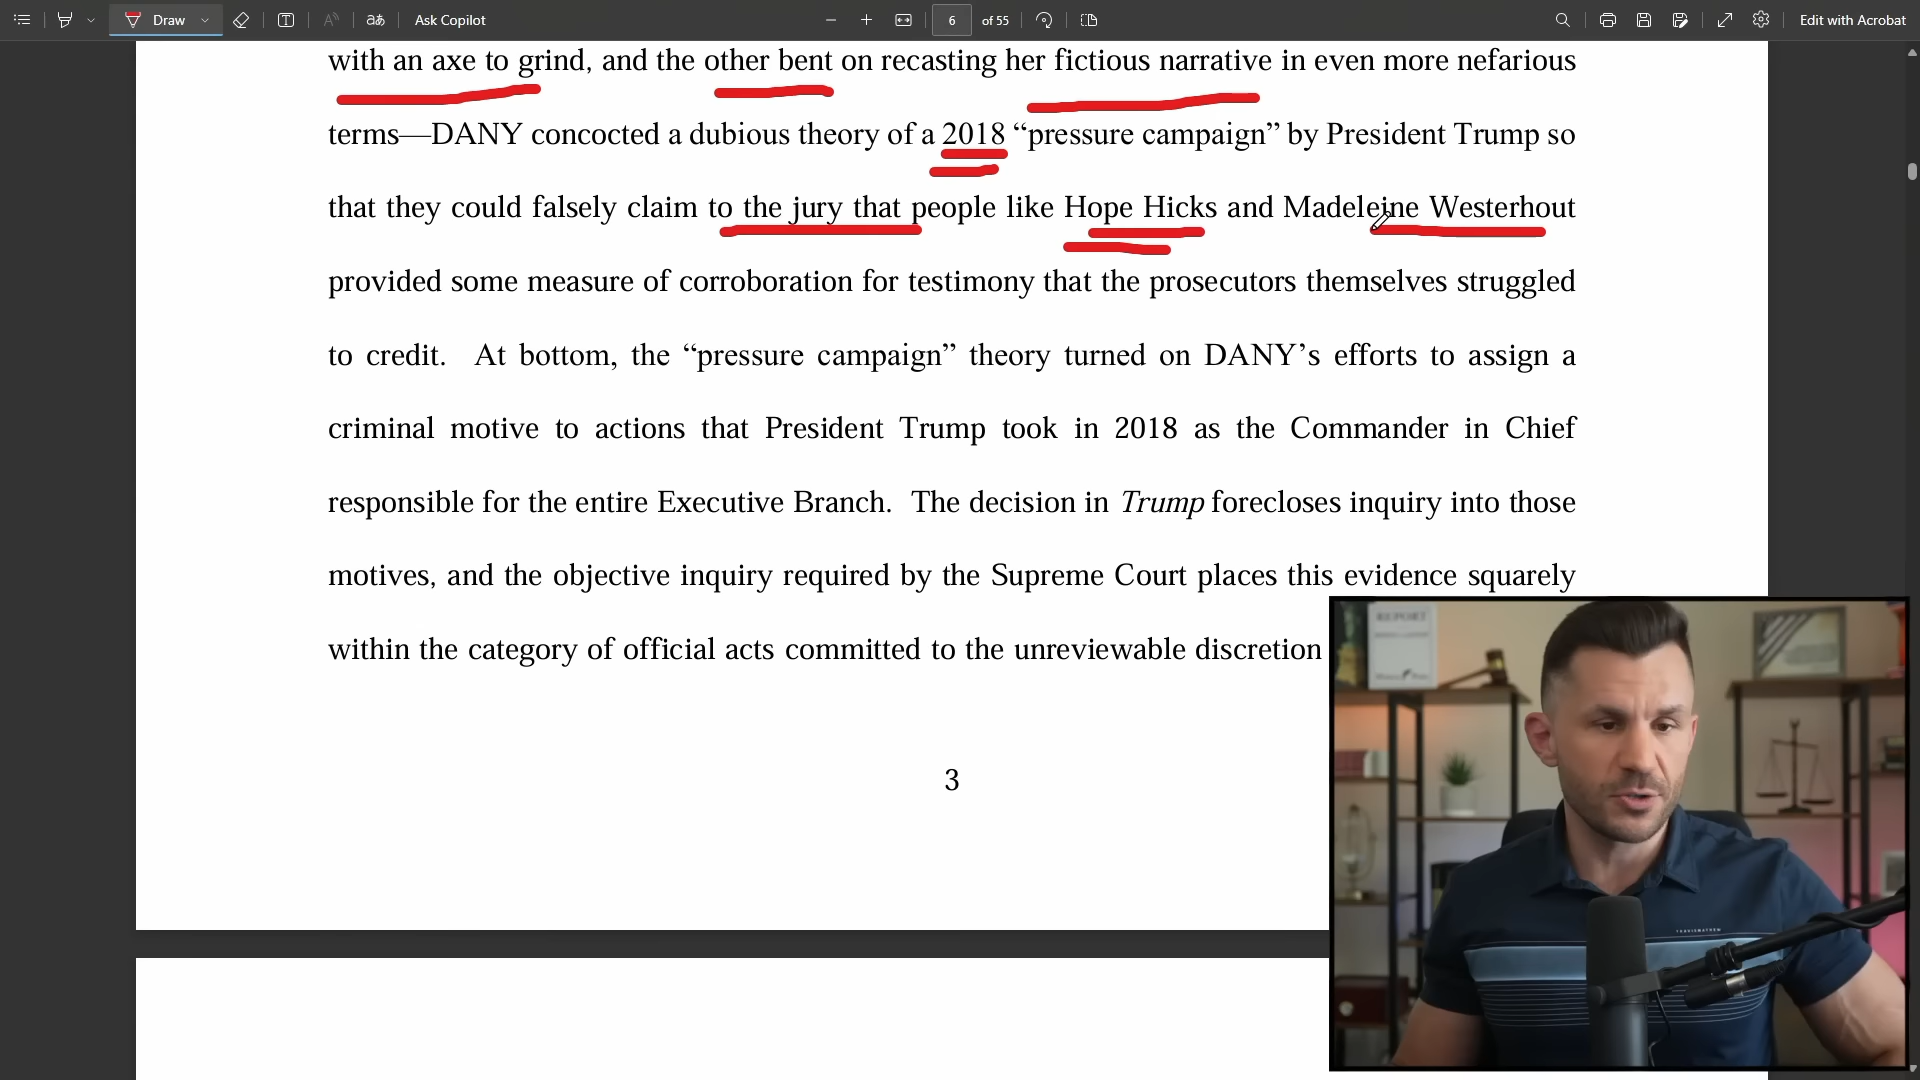 Draw
aあ
Ask Copilot
6
of 55
Edit with Acrobat
with an axe to grind, and the other bent on recasting her fictious narrative in even more nefarious
terms—DANY concocted a dubious theory of a 2018 “pressure campaign” by President Trump so
that they could falsely claim to the jury that people like Hope Hicks and Madeleine Westerhout
provided some measure of corroboration for testimony that the prosecutors themselves struggled
to credit. At bottom, the “pressure campaign” theory turned on DANY’s efforts to assign a
criminal motive to actions that President Trump took in 2018 as the Commander in Chief
responsible for the entire Executive Branch. The decision in Trump forecloses inquiry into those
motives, and the objective inquiry required by the Supreme Court places this evidence squarely
within the category of official acts committed to the unreviewable discretion
3
REPORT
TRAVISMATHEW